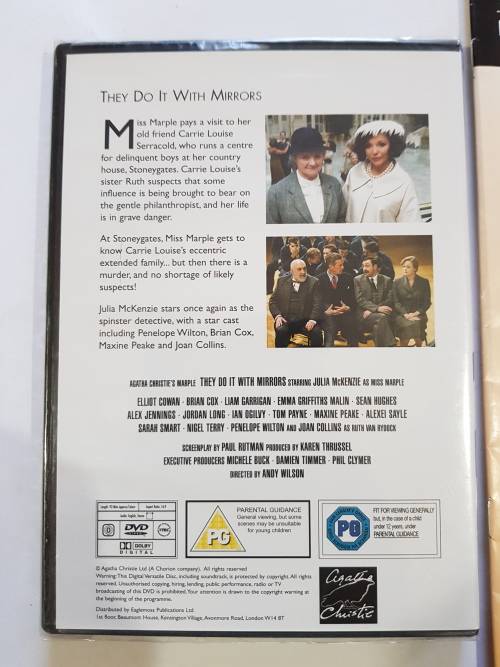 THEY DO IT WITH MIRRORS
Miss Marple pays a visit to her
old friend Carrie Louise
Serracold, who runs a centre
for delinquent boys at her country
house, Stoneygates. Carrie Louise's
sister Ruth suspects that some
influence is being brought to bear on
the gentle philanthropist, and her life
is in grave danger.
At Stoneygates, Miss Marple gets to
know Carrie Louise's eccentric
extended family... but then there is a
murder, and no shortage of likely
suspects!
Julia McKenzie stars once again as the
spinster detective, with a star cast
including Penelope Wilton, Brian Cox,
Maxine Peake and Joan Collins.
AGATHA CHRISTIE'S MARPLE THEY DO IT WITH MIRRORS STARRING JULIA McKENZIE AS MISS MARPLE
ELLIOT COWAN · BRIAN COX · LIAM GARRIGAN · EMMA GRIFFITHS MALIN · SEAN HUGHES
ALEX JENNINGS · JORDAN LONG · IAN OGILVY · TOM PAYNE · MAXINE PEAKE · ALEXEI SAYLE
SARAH SMART · NIGEL TERRY · PENELOPE WILTON AND JOAN COLLINS AS RUTH VAN RYDOCK
SCREENPLAY BY PAUL RUTMAN PRODUCED BY KAREN THRUSSEL
EXECUTIVE PRODUCERS MICHELE BUCK · DAMIEN TIMMER · PHIL CLYMER
DIRECTED BY ANDY WILSON
DVD
DOLBY
DIGITAL
PG
PARENTAL GUIDANCE
General viewing, but some
scenes may be unsuitable
for young children
PG
FIT FOR VIEWING GENERALLY
but, in the case of a child
under 12 years, under
PARENTAL GUIDANCE
© Agatha Christie Ltd (A Chorion company). All rights reserved
Warning: This Digital Versatile Disc, including soundtrack, is protected by copyright. All rights
reserved. Unauthorised copying, hiring, lending, public performance, radio or TV
broadcasting of this DVD is prohibited. Your attention is drawn to the copyright warning at
the beginning of the programme.
Distributed by Eaglemoss Publications Ltd.
1st floor, Beaumont House, Kensington Village, Avonmore Road, London W14 8T
Agatha
Christie